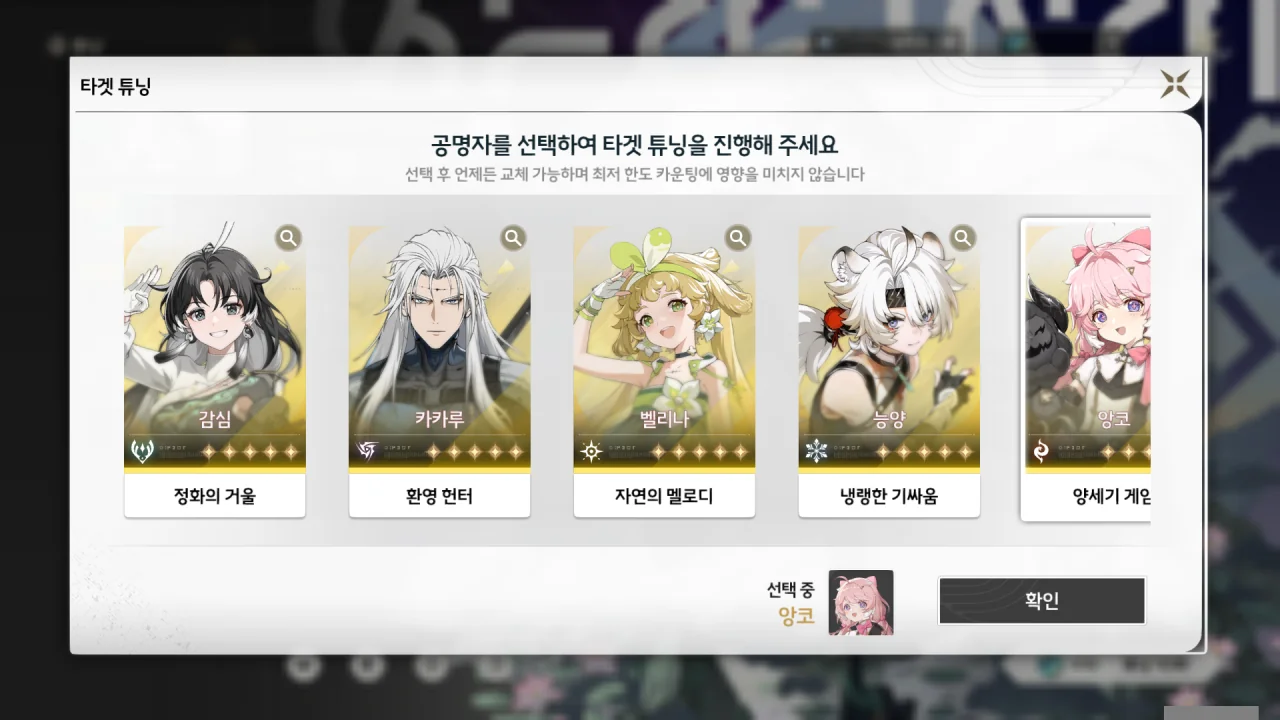 타겟 튜닝
공명자를 선택하여 타겟 튜닝을 진행해 주세요
선택 후 언제든 교체 가능하며 최저 한도 카운팅에 영향을 미치지 않습니다
감심
카카루
벨리나
능양
앙코
정화의 거울
환영 헌터
자연의 멜로디
냉랭한 기싸움
양세기 게임
선택 중
앙코
확인